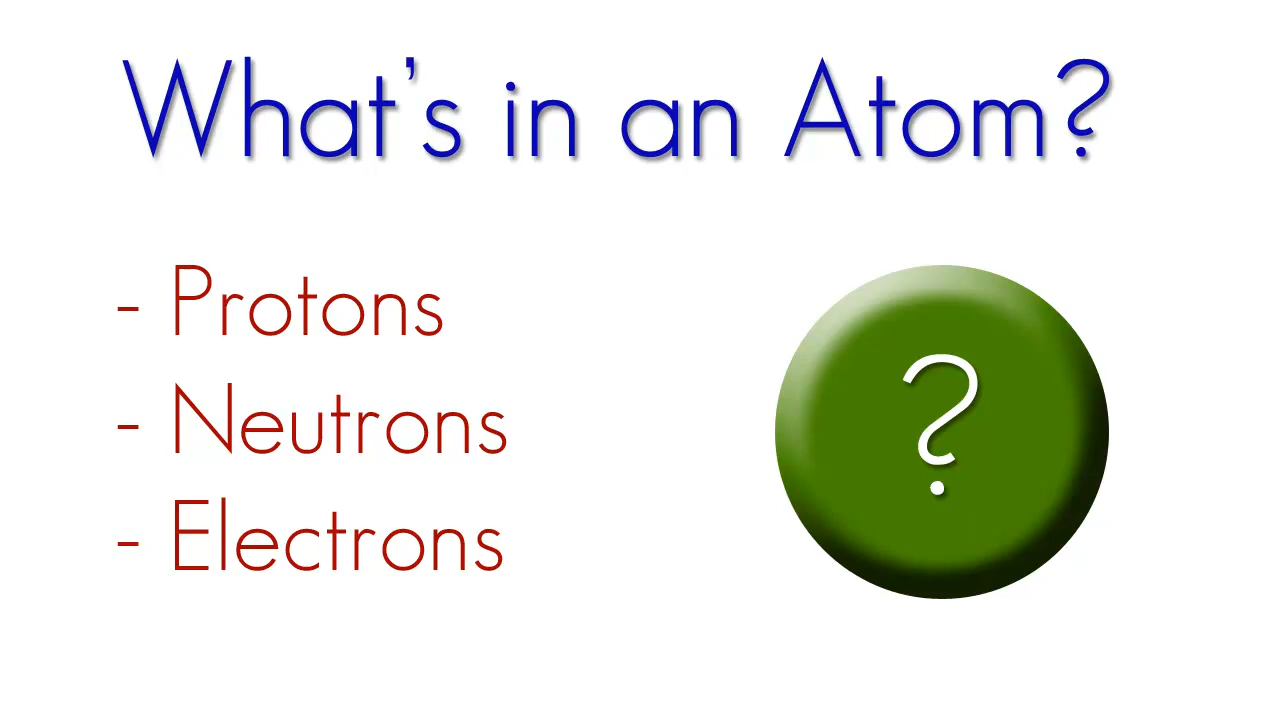 What's in an Atom?
- Protons
- Neutrons
- Electrons
?